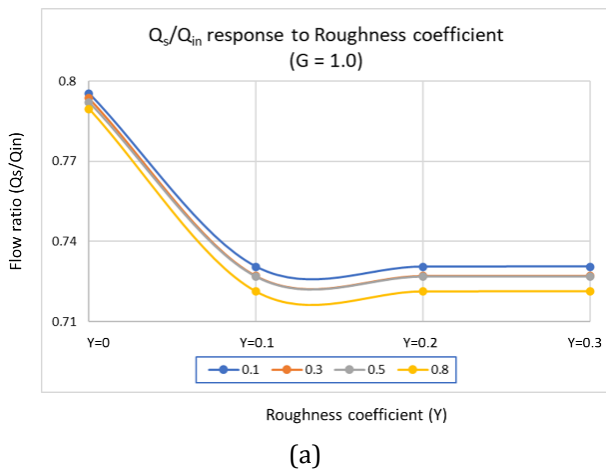 Qs/Qin response to Roughness coefficient
(G = 1.0)
Flow ratio (Qs/Qin)
0.8
0.77
0.74
0.71
Y=0 Y=0.1 Y=0.2 Y=0.3
0.1 0.3 0.5 0.8
Roughness coefficient (Y)
(a)